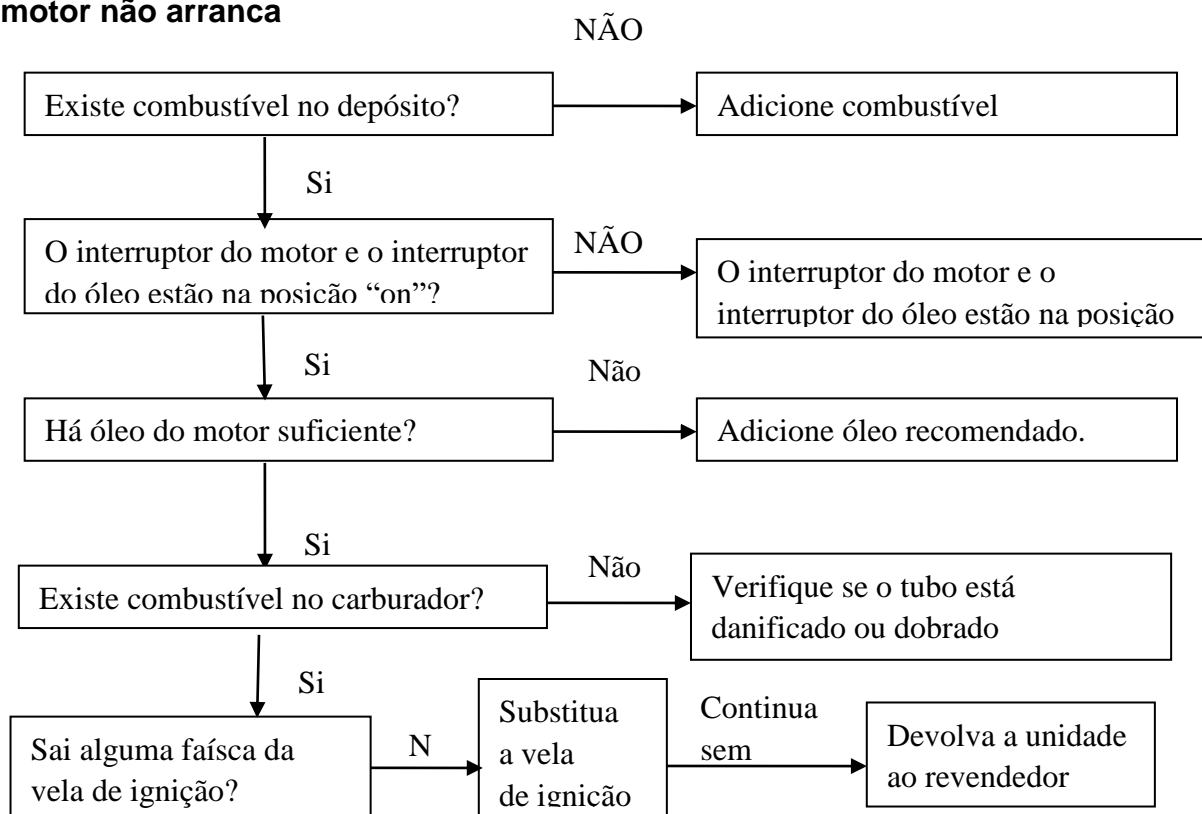 motor não arranca
NÃO
Existe combustível no depósito?
Adicione combustível
Si
O interruptor do motor e o interruptor
do óleo estão na posição “on”?
NÃO
O interruptor do motor e o
interruptor do óleo estão na posição
Si
Não
Há óleo do motor suficiente?
Adicione óleo recomendado.
Si
Não
Existe combustível no carburador?
Verifique se o tubo está
danificado ou dobrado
Si
Sai alguma faísca da
vela de ignição?
N
Substitua
a vela
de ignição
Continua
sem
Devolva a unidade
ao revendedor